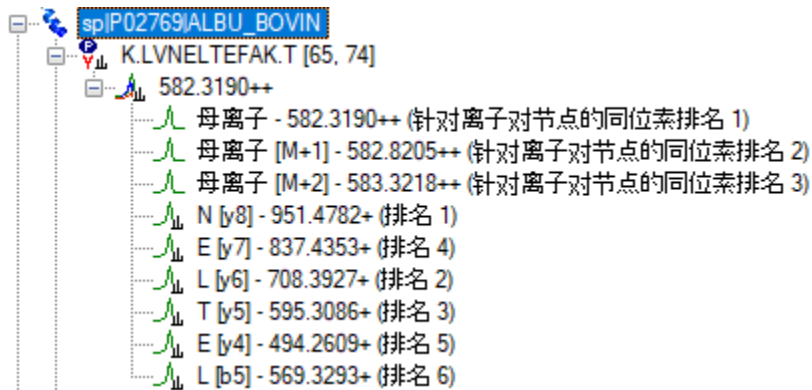 sp|P02769|ALBU_BOVIN
K.LVNELTEFAK.T [65, 74]
582.3190++
母离子 - 582.3190++ (针对离子对节点的同位素排名 1)
母离子 [M+1] - 582.8205++ (针对离子对节点的同位素排名 2)
母离子 [M+2] - 583.3218++ (针对离子对节点的同位素排名 3)
N [y8] - 951.4782+ (排名 1)
E [y7] - 837.4353+ (排名 4)
L [y6] - 708.3927+ (排名 2)
T [y5] - 595.3086+ (排名 3)
E [y4] - 494.2609+ (排名 5)
L [b5] - 569.3293+ (排名 6)